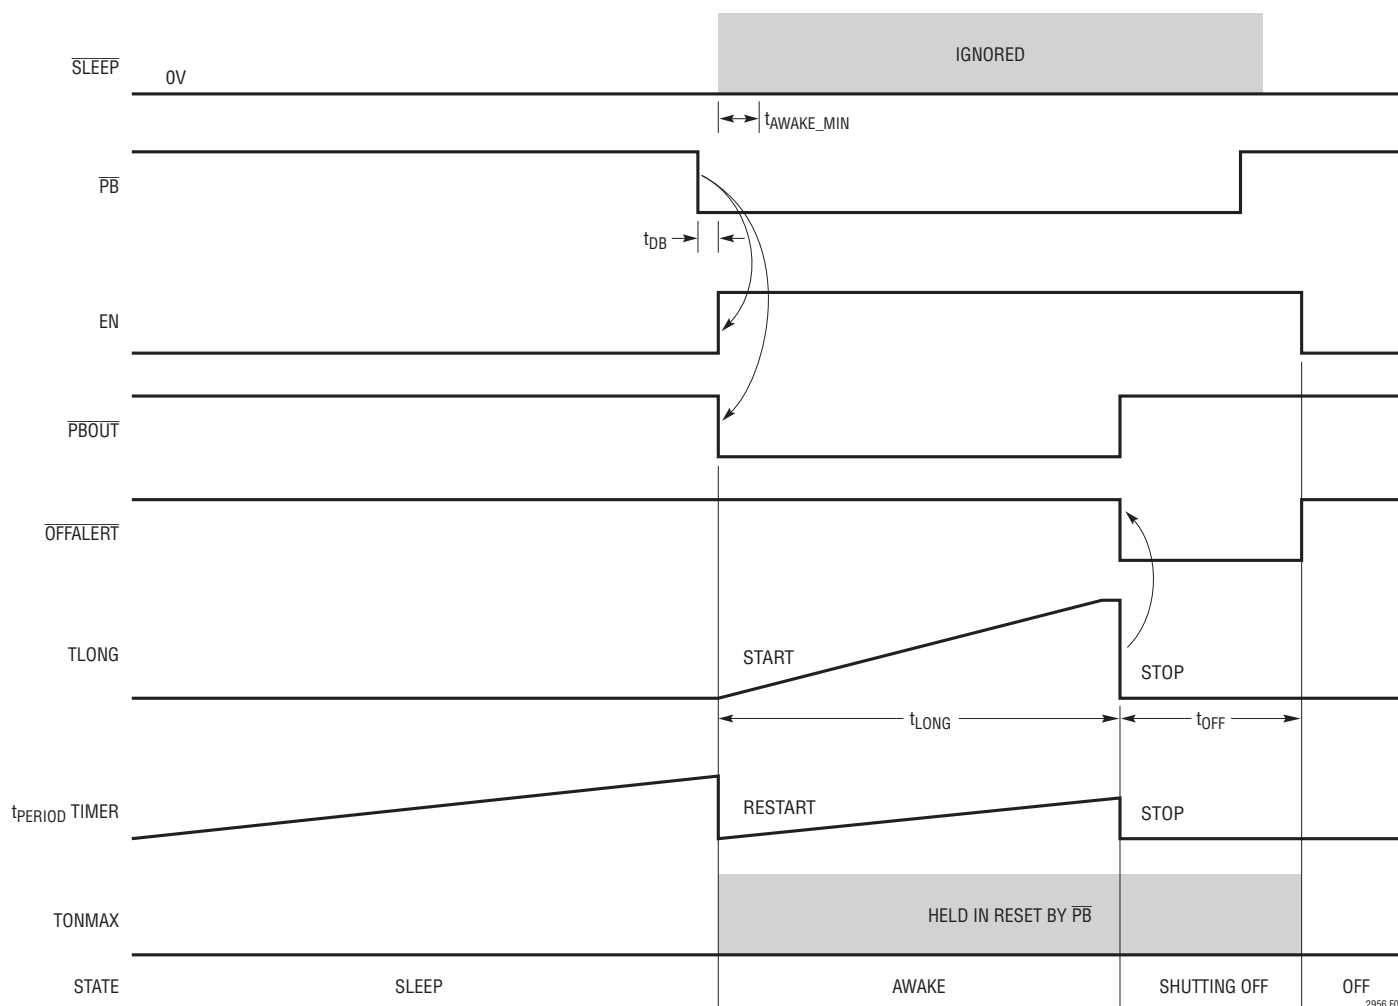 SLEEP
0V
IGNORED
tAWAKE_MIN
PB
tDB
EN
PBOUT
OFFALERT
TLONG
START
STOP
tLONG
tOFF
tPERIOD TIMER
RESTART
STOP
TONMAX
HELD IN RESET BY PB
STATE
SLEEP
AWAKE
SHUTTING OFF
OFF